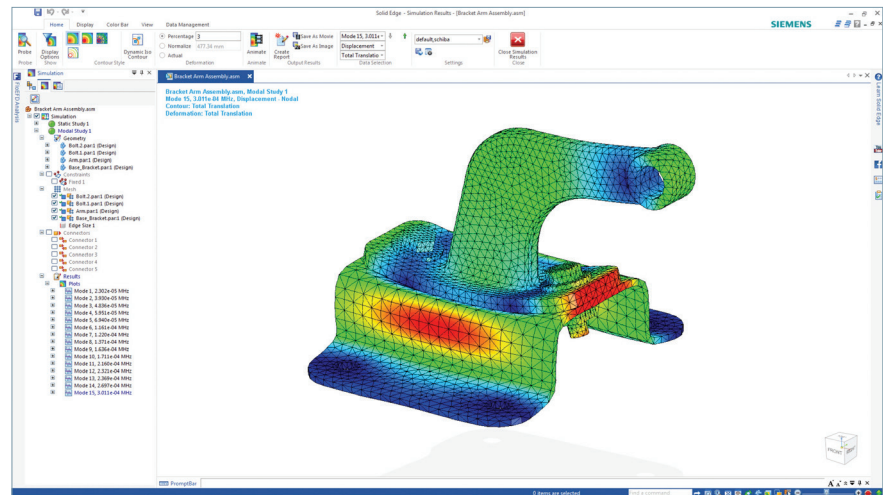 Solid Edge - Simulation Results - [Bracket Arm Assembly.asm]
SIEMENS
Home Display Color Bar View Data Management
Probe
Display Options
Dynamic Iso Contour
Percentage 3
Normalize 677.36 mm
Actual
Animate
Create Report
Save As Movie
Save As Image
Mode 15, 3.011e
Displacement
Total Translatio
default,schiba
Close Simulation Results
Probe Show Contour Style Deformation Animate Output Results Data Selection Settings Close
Simulation
Bracket Arm Assembly.asm
Bracket Arm Assembly.asm
Simulation
Static Study 1
Modal Study 1
Geometry
Bolt.2.par:1 (Design)
Bolt.1.par:1 (Design)
Arm.par:1 (Design)
Base_Bracket.par:1 (Design)
Constraints
Fixed 1
Mesh
Bolt.2.par:1 (Design)
Bolt.1.par:1 (Design)
Arm.par:1 (Design)
Base_Bracket.par:1 (Design)
Edge Size 1
Connectors
Connector 1
Connector 2
Connector 3
Connector 4
Connector 5
Results
Plots
Mode 1, 2.302e-05 MHz
Mode 2, 3.930e-05 MHz
Mode 3, 4.836e-05 MHz
Mode 4, 5.951e-05 MHz
Mode 5, 6.940e-05 MHz
Mode 6, 1.161e-04 MHz
Mode 7, 1.220e-04 MHz
Mode 8, 1.371e-04 MHz
Mode 9, 1.636e-04 MHz
Mode 10, 1.711e-04 MHz
Mode 11, 2.160e-04 MHz
Mode 12, 2.321e-04 MHz
Mode 13, 2.369e-04 MHz
Mode 14, 2.697e-04 MHz
Mode 15, 3.011e-04 MHz
Bracket Arm Assembly.asm, Modal Study 1
Mode 15, 3.011e-04 MHz, Displacement - Nodal
Contour: Total Translation
Deformation: Total Translation
Learn Solid Edge
FRONT
RIGHT
PromptBar
0 items are selected
Find a command